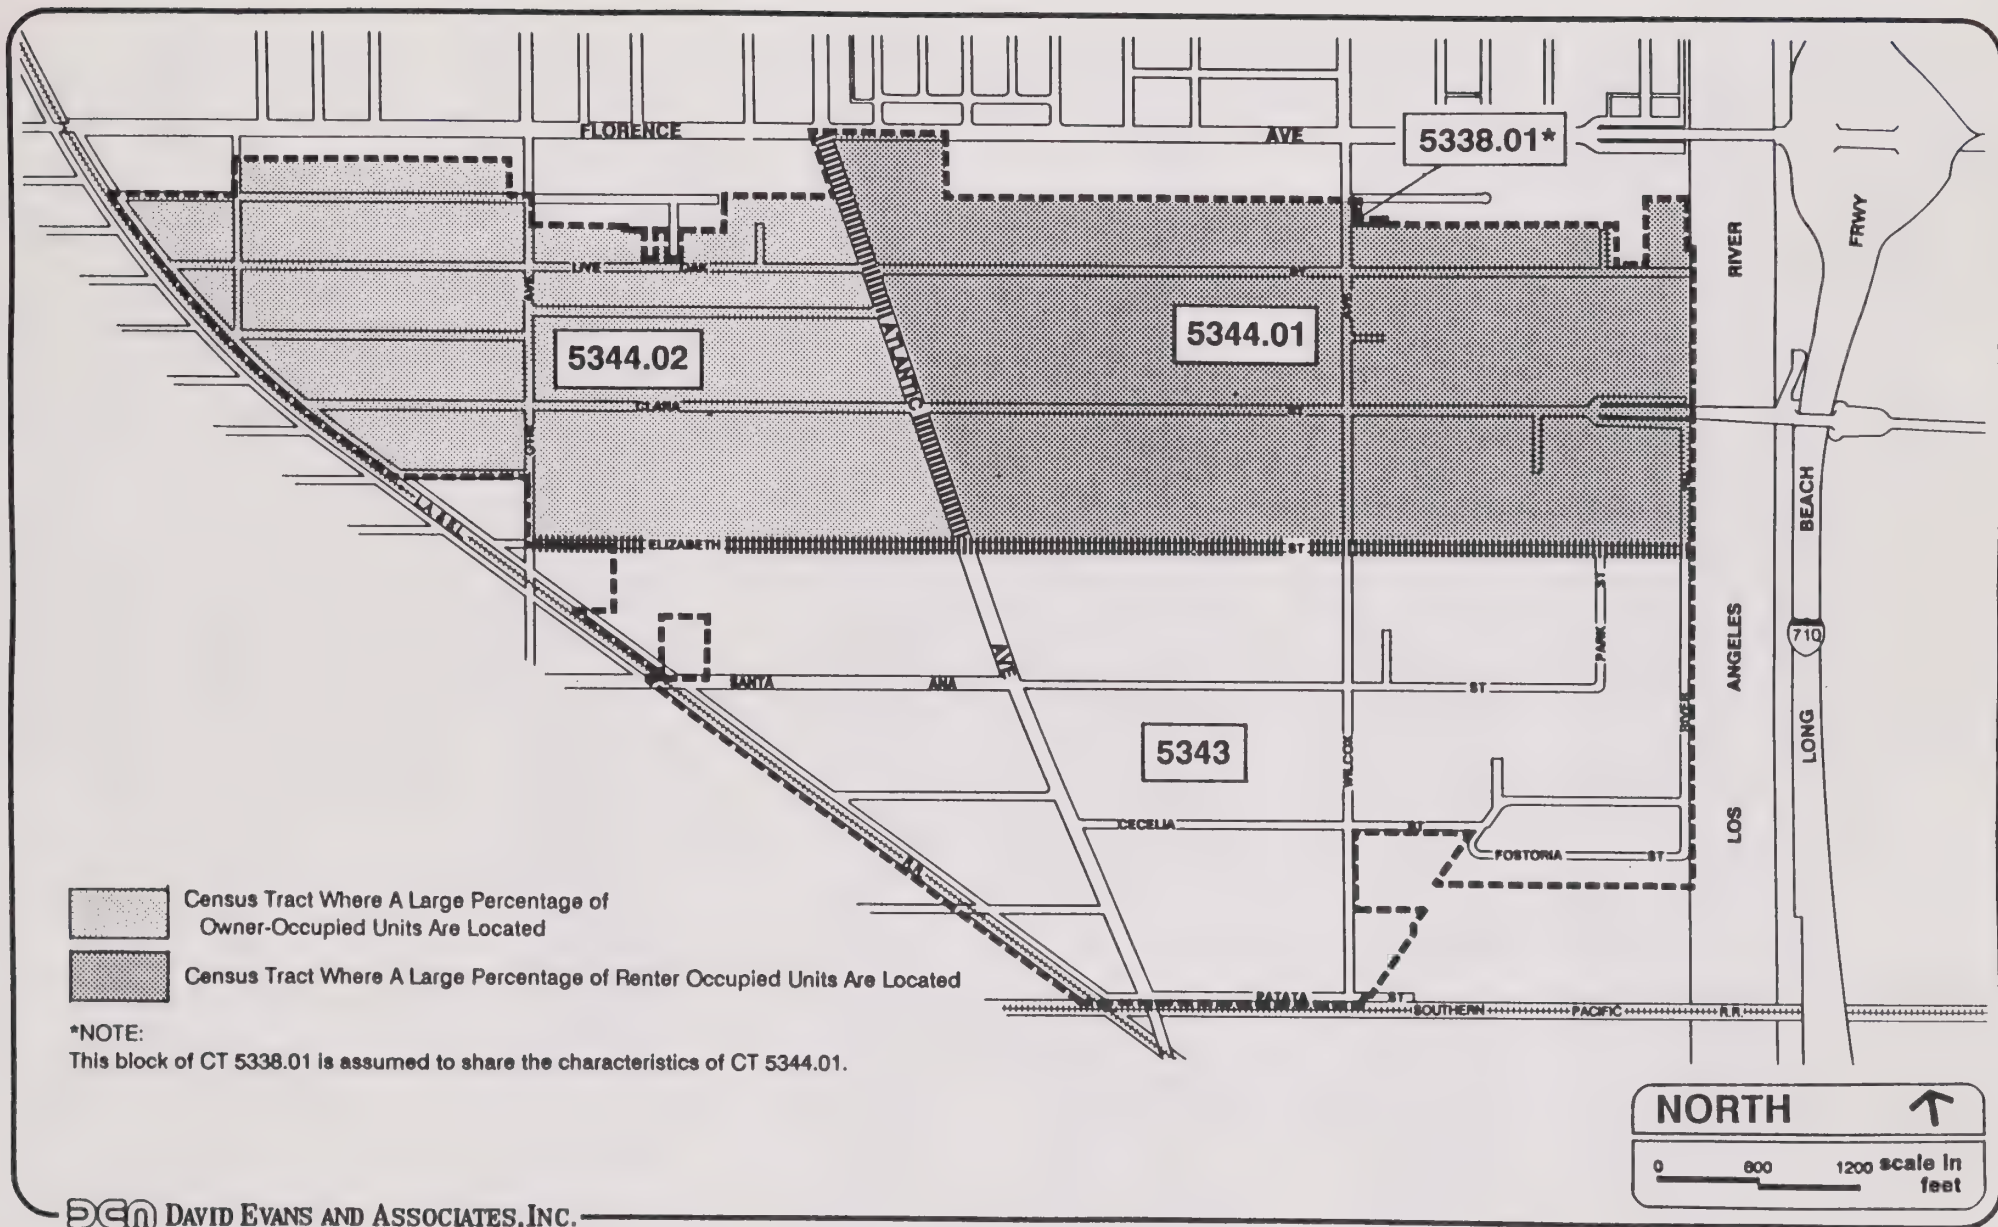 FLORENCE
AVE
5338.01*
RIVER
FRWY
LIVE
OAK
ST
AVE
AVE
5344.02
ATLANTIC
5344.01
CLARA
ST
OTIS
BEACH
L.A.
ELIZABETH
ST
ST
PARK
ANGELES
710
AVE
SANTA
ANA
ST
RIVER
LONG
5343
WILCOX
LOS
CECELIA
ST
FOSTORIA
ST
R.R.
Census Tract Where A Large Percentage of
Owner-Occupied Units Are Located
Census Tract Where A Large Percentage of Renter Occupied Units Are Located
PATATA
ST
SOUTHERN
PACIFIC
R.R.
*NOTE:
This block of CT 5338.01 is assumed to share the characteristics of CT 5344.01.
NORTH
0 600 1200 scale in
feet
DEA DAVID EVANS AND ASSOCIATES, INC.